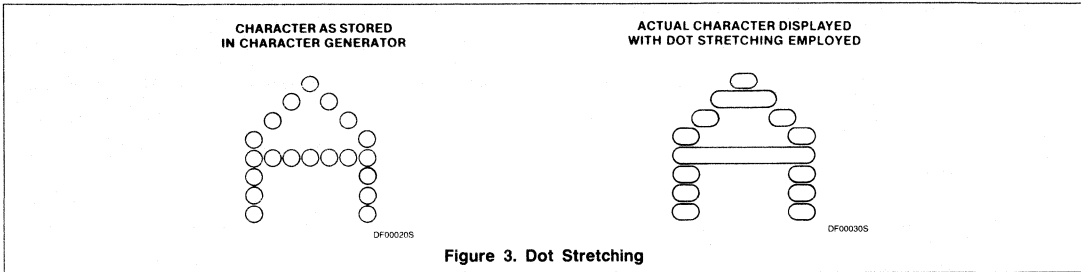 CHARACTER AS STORED
IN CHARACTER GENERATOR
ACTUAL CHARACTER DISPLAYED
WITH DOT STRETCHING EMPLOYED
DF00020S
DF00030S
Figure 3. Dot Stretching